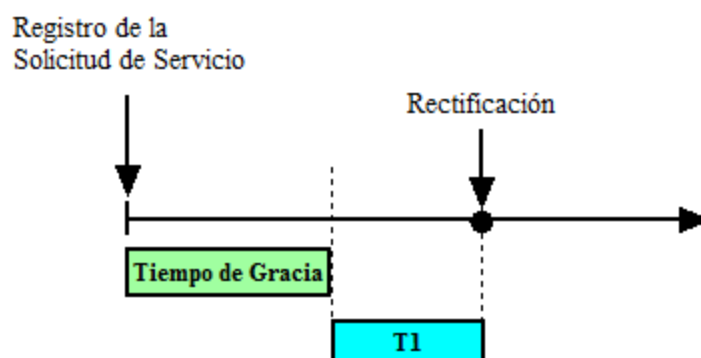 Registro de la
Solicitud de Servicio
Rectificación
Tiempo de Gracia
T1